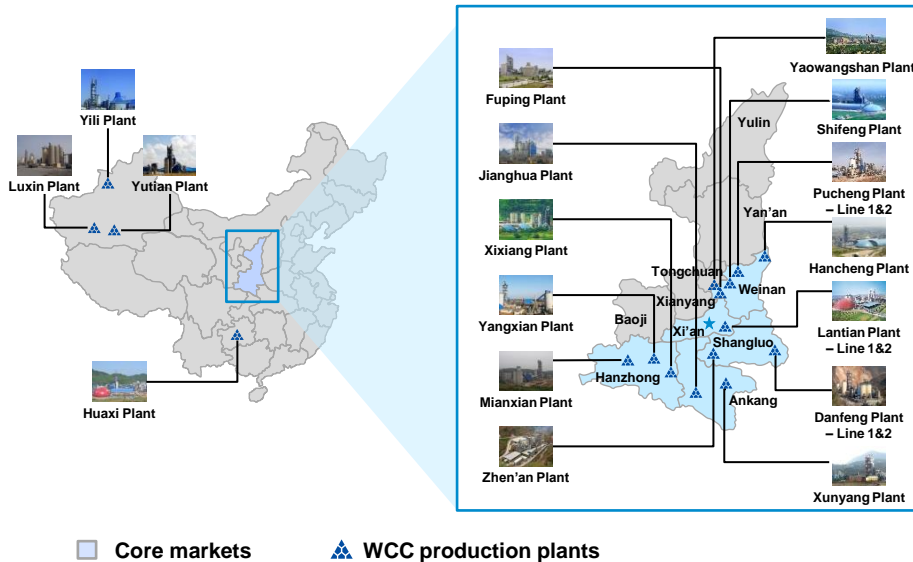 Yili Plant
Luxin Plant
Yutian Plant
Huaxi Plant
Fuping Plant
Jianghua Plant
Xixiang Plant
Yangxian Plant
Mianxian Plant
Zhen'an Plant
Yulin
Yan'an
Tongchuan
Xianyang
Weinan
Baoji
Xi'an
Shangluo
Hanzhong
Ankang
Yaowangshan Plant
Shifeng Plant
Pucheng Plant
– Line 1&2
Hancheng Plant
Lantian Plant
– Line 1&2
Danfeng Plant
– Line 1&2
Xunyang Plant
Core markets
WCC production plants